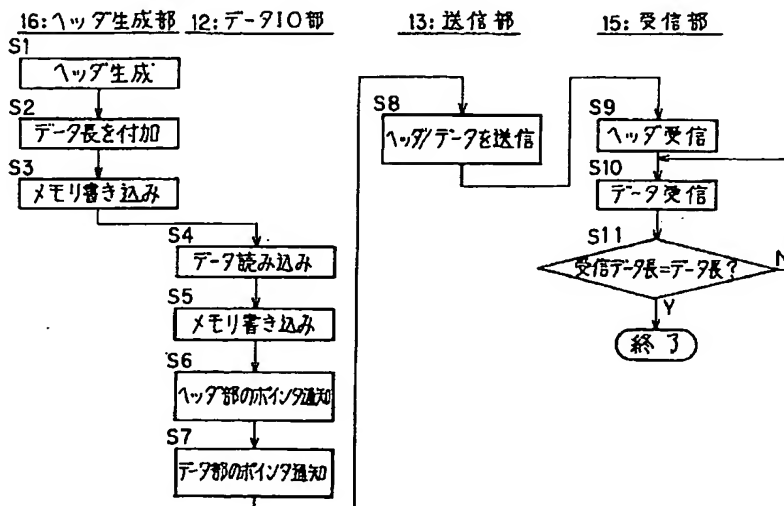 16:ヘッダ生成部 12:データIO部 13:送信部 15:受信部
S1
ヘッダ生成
S2
データ長を付加
S3
メモリ書き込み
S4
データ読み込み
S5
メモリ書き込み
S6
ヘッダ部のポインタ通知
S7
データ部のポインタ通知
S8
ヘッダ/データを送信
S9
ヘッダ受信
S10
データ受信
S11
受信データ長=データ長?
N
Y
終了